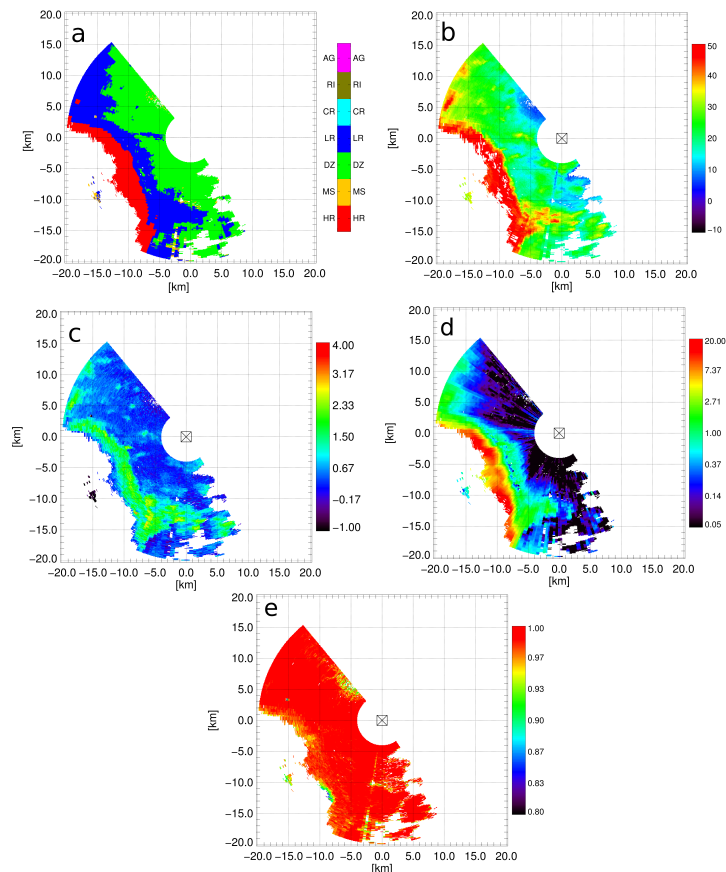 a
20.0
15.0
10.0
5.0
0.0
−5.0
−10.0
−15.0
−20.0
[km]
−20.0 −15.0 −10.0 −5.0 0.0 5.0 10.0 15.0 20.0
[km]
AG AG
RI RI
CR CR
LR LR
DZ DZ
MS MS
HR HR
b
20.0
15.0
10.0
5.0
0.0
−5.0
−10.0
−15.0
−20.0
[km]
−20.0 −15.0 −10.0 −5.0 0.0 5.0 10.0 15.0 20.0
[km]
50
40
30
20
10
0
−10
c
20.0
15.0
10.0
5.0
0.0
−5.0
−10.0
−15.0
−20.0
[km]
−20.0 −15.0 −10.0 −5.0 0.0 5.0 10.0 15.0 20.0
[km]
4.00
3.17
2.33
1.50
0.67
−0.17
−1.00
d
20.0
15.0
10.0
5.0
0.0
−5.0
−10.0
−15.0
−20.0
[km]
−20.0 −15.0 −10.0 −5.0 0.0 5.0 10.0 15.0 20.0
[km]
20.00
7.37
2.71
1.00
0.37
0.14
0.05
e
20.0
15.0
10.0
5.0
0.0
−5.0
−10.0
−15.0
−20.0
[km]
−20.0 −15.0 −10.0 −5.0 0.0 5.0 10.0 15.0 20.0
[km]
1.00
0.97
0.93
0.90
0.87
0.83
0.80